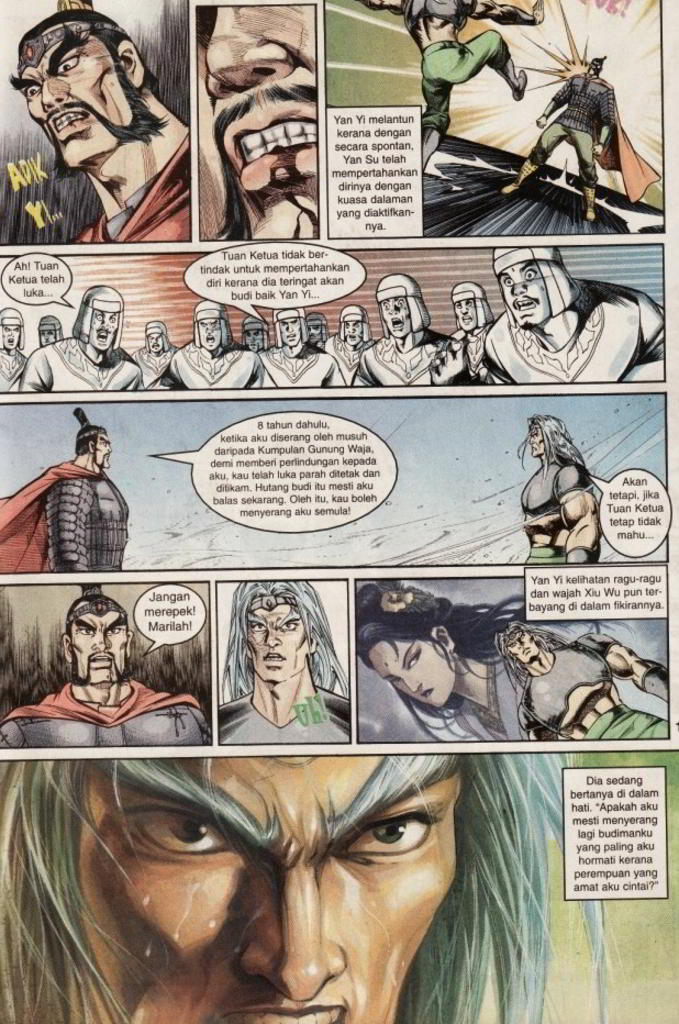 ADIK
YI...
Yan Yi melantun
kerana dengan
secara spontan,
Yan Su telah
mempertahankan
dirinya dengan
kuasa dalaman
yang diaktifkan-
nya.
Ah! Tuan
Ketua telah
luka...
Tuan Ketua tidak ber-
tindak untuk mempertahankan
diri kerana dia teringat akan
budi baik Yan Yi...
8 tahun dahulu,
ketika aku diserang oleh musuh
daripada Kumpulan Gunung Waja,
demi memberi perlindungan kepada
aku, kau telah luka parah ditetak dan
ditikam. Hutang budi itu mesti aku
balas sekarang. Oleh itu, kau boleh
menyerang aku semula!
Akan
tetapi, jika
Tuan Ketua
tetap tidak
mahu...
Jangan
merepek!
Marilah!
Yan Yi kelihatan ragu-ragu
dan wajah Xiu Wu pun ter-
bayang di dalam fikirannya.
Dia sedang
bertanya di dalam
hati. "Apakah aku
mesti menyerang
lagi budimanku
yang paling aku
hormati kerana
perempuan yang
amat aku cintai?"